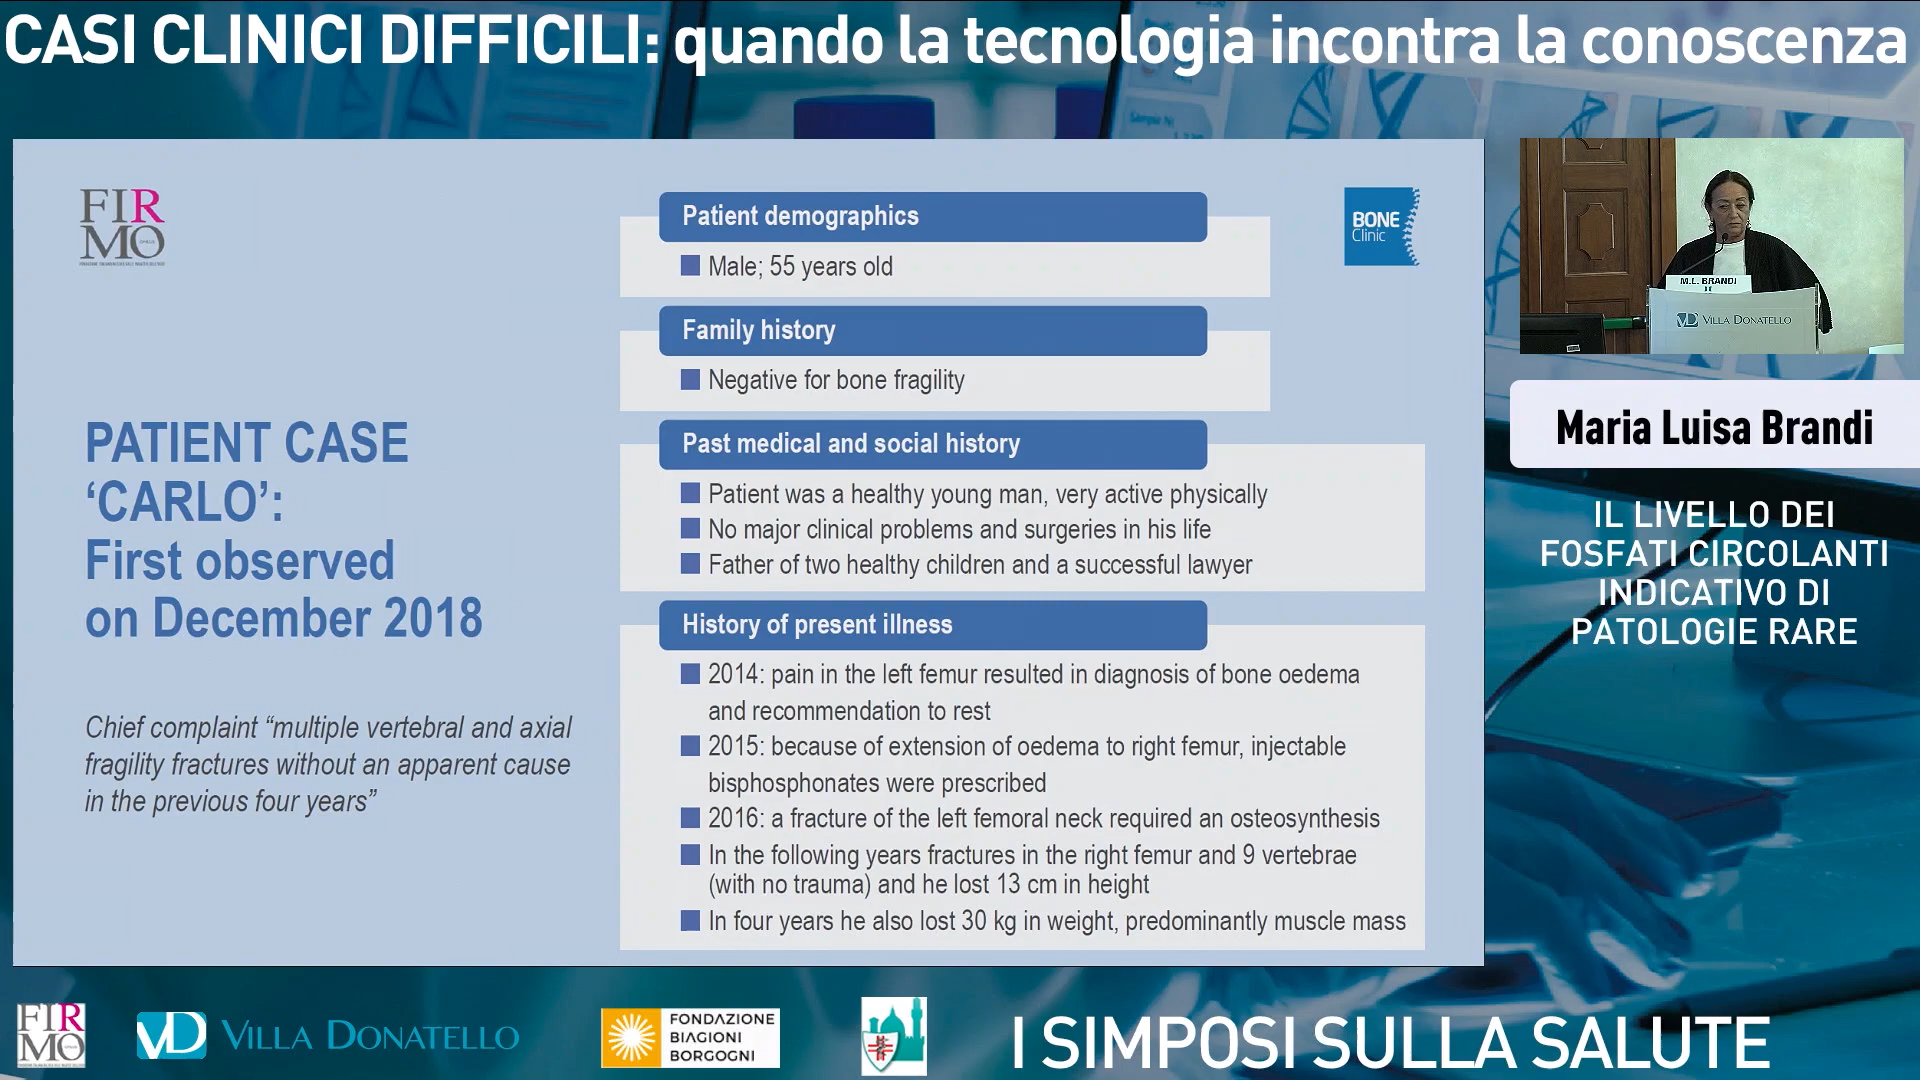 CASI CLINICI DIFFICILI: quando la tecnologia incontra la conoscenza
FIR
MO
BONE
Clinic
PATIENT CASE
‘CARLO’:
First observed
on December 2018
Chief complaint “multiple vertebral and axial
fragility fractures without an apparent cause
in the previous four years”
Patient demographics
Male; 55 years old
Family history
Negative for bone fragility
Past medical and social history
Patient was a healthy young man, very active physically
No major clinical problems and surgeries in his life
Father of two healthy children and a successful lawyer
History of present illness
2014: pain in the left femur resulted in diagnosis of bone oedema
and recommendation to rest
2015: because of extension of oedema to right femur, injectable
bisphosphonates were prescribed
2016: a fracture of the left femoral neck required an osteosynthesis
In the following years fractures in the right femur and 9 vertebrae
(with no trauma) and he lost 13 cm in height
In four years he also lost 30 kg in weight, predominantly muscle mass
M.L. BRANDI
VD VILLA DONATELLO
Maria Luisa Brandi
IL LIVELLO DEI
FOSFATI CIRCOLANTI
INDICATIVO DI
PATOLOGIE RARE
FIR
MO
VD VILLA DONATELLO
FONDAZIONE
BIAGIONI
BORGOGNI
I SIMPOSI SULLA SALUTE